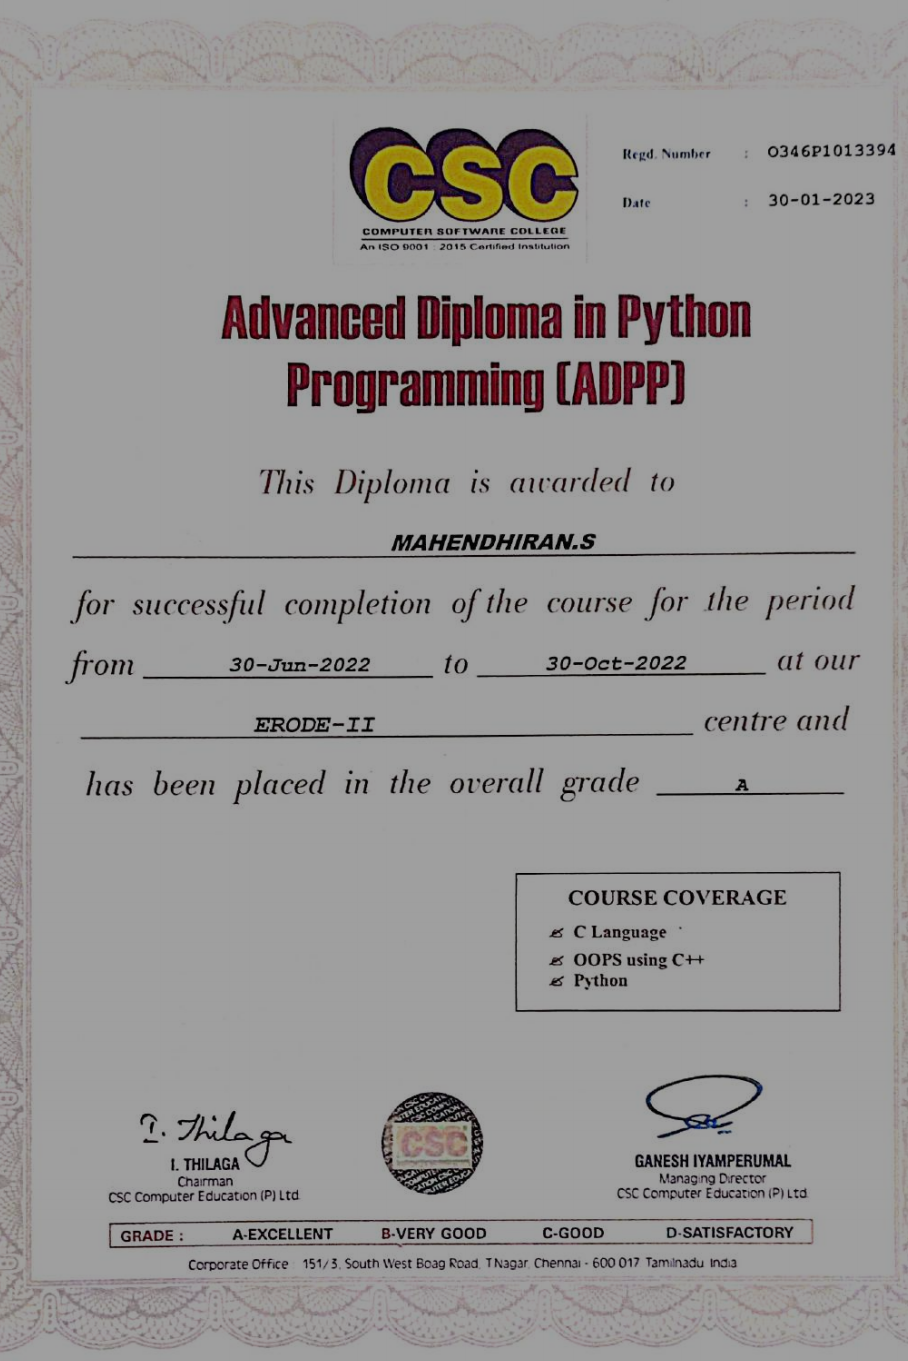 CSC
COMPUTER SOFTWARE COLLEGE
An ISO 9001 : 2015 Certified Institution
Regd. Number : O346P1013394
Date : 30-01-2023
Advanced Diploma in Python
Programming (ADPP)
This Diploma is awarded to
MAHENDHIRAN.S
for successful completion of the course for the period
from 30-Jun-2022 to 30-Oct-2022 at our
ERODE-II centre and
has been placed in the overall grade A
COURSE COVERAGE
C Language
OOPS using C++
Python
I. Thilaga
I. THILAGA
Chairman
CSC Computer Education (P) Ltd
CSC
GANESH IYAMPERUMAL
Managing Director
CSC Computer Education (P) Ltd
GRADE : A-EXCELLENT B-VERY GOOD C-GOOD D-SATISFACTORY
Corporate Office : 151/3, South West Boag Road, T.Nagar, Chennai - 600 017 Tamilnadu India